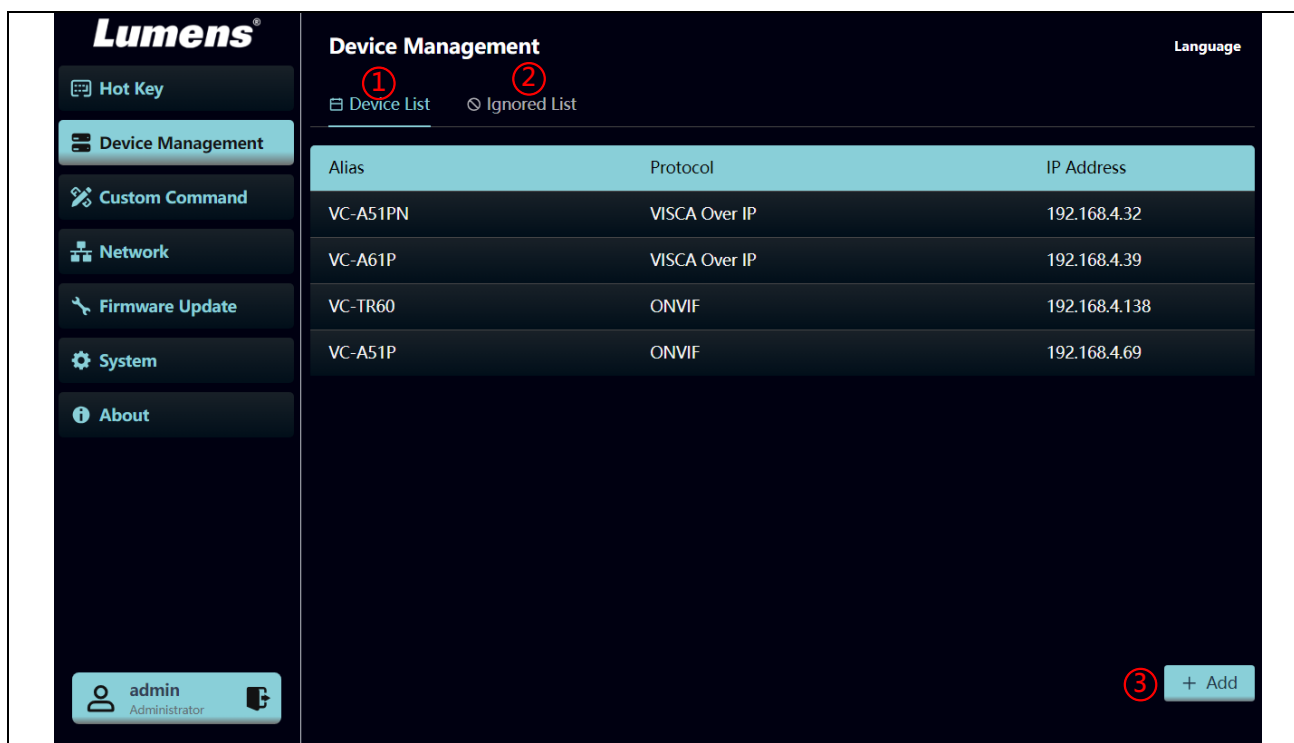 Lumens®
Hot Key
Device Management
Custom Command
Network
Firmware Update
System
About
admin
Administrator
Device Management
Language
① ②
Device List Ignored List
Alias Protocol IP Address
VC-A51PN VISCA Over IP 192.168.4.32
VC-A61P VISCA Over IP 192.168.4.39
VC-TR60 ONVIF 192.168.4.138
VC-A51P ONVIF 192.168.4.69
③ + Add